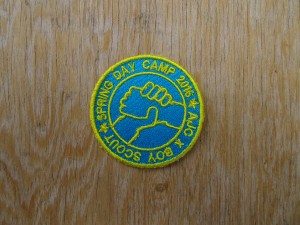 ★ SPRING DAY CAMP 2016 ★ AJC X BOY SCOUT